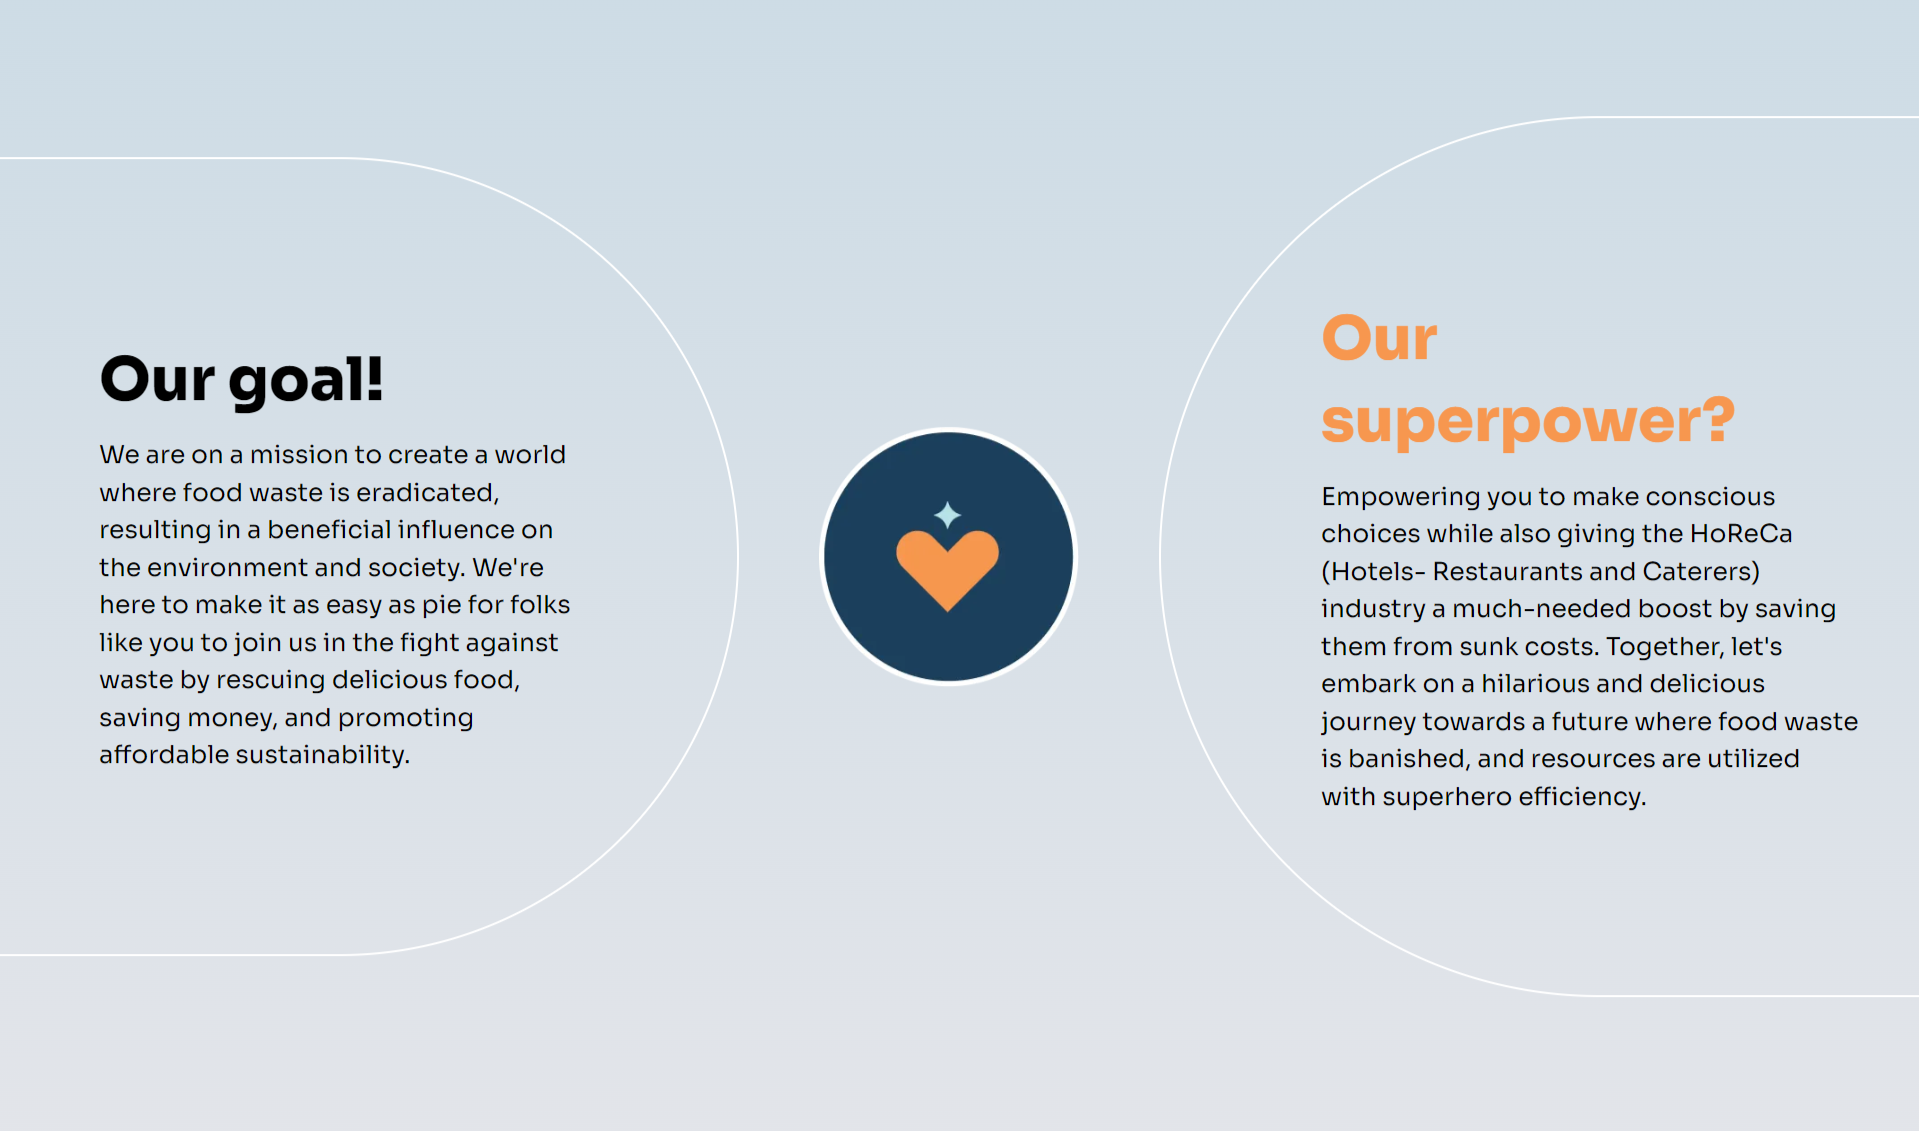 Our goal!
We are on a mission to create a world
where food waste is eradicated,
resulting in a beneficial influence on
the environment and society. We're
here to make it as easy as pie for folks
like you to join us in the fight against
waste by rescuing delicious food,
saving money, and promoting
affordable sustainability.
Our
superpower?
Empowering you to make conscious
choices while also giving the HoReCa
(Hotels- Restaurants and Caterers)
industry a much-needed boost by saving
them from sunk costs. Together, let's
embark on a hilarious and delicious
journey towards a future where food waste
is banished, and resources are utilized
with superhero efficiency.